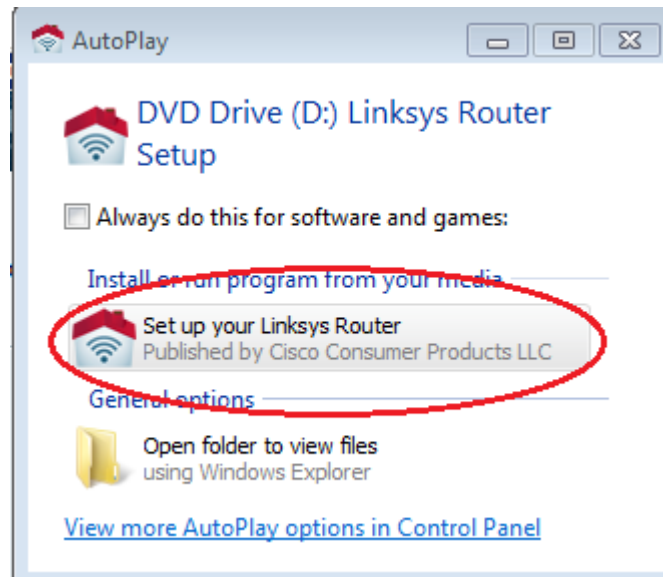 AutoPlay
DVD Drive (D:) Linksys Router
Setup
Always do this for software and games:
Install or run program from your media
Set up your Linksys Router
Published by Cisco Consumer Products LLC
General options
Open folder to view files
using Windows Explorer
View more AutoPlay options in Control Panel